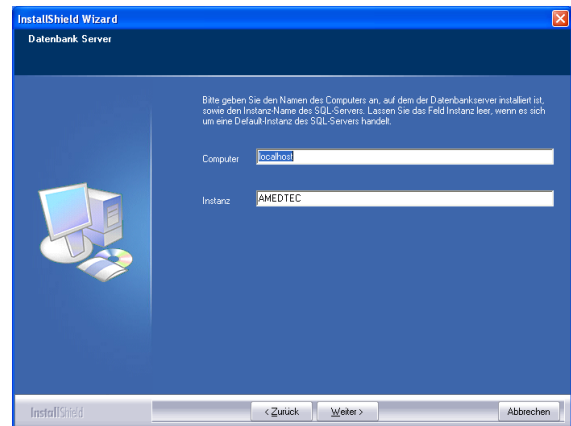 InstallShield Wizard
Datenbank Server
Bitte geben Sie den Namen des Computers an, auf dem der Datenbankserver installiert ist,
sowie den Instanz-Name des SQL-Servers. Lassen Sie das Feld Instanz leer, wenn es sich
um eine Default-Instanz des SQL-Servers handelt.
Computer localhost
Instanz AMEDTEC
InstallShield < Zurück Weiter > Abbrechen